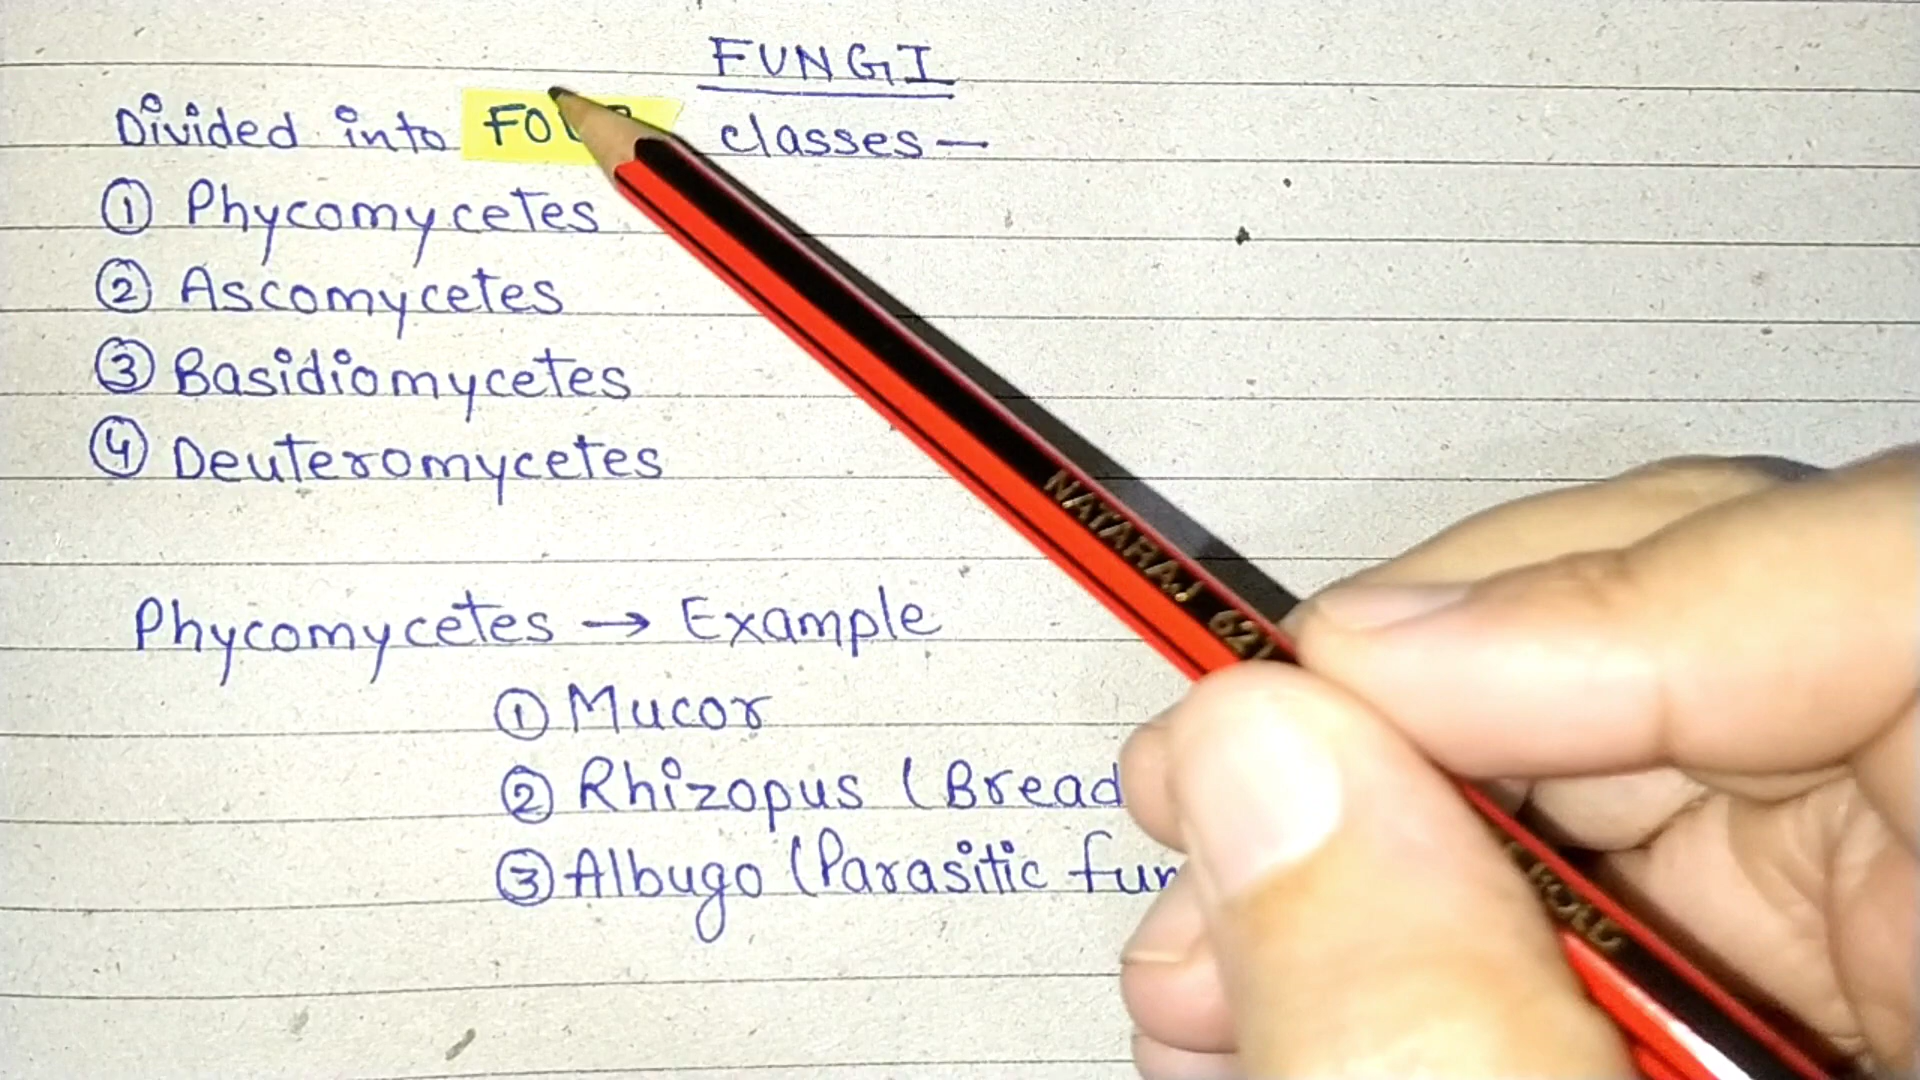 FUNGI
Divided into classes—
① Phycomycetes
② Ascomycetes
③ Basidiomycetes
④ Deuteromycetes
Phycomycetes → Example
① Mucor
② Rhizopus (Bread
③ Albugo (Parasitic
NATARAJ 621